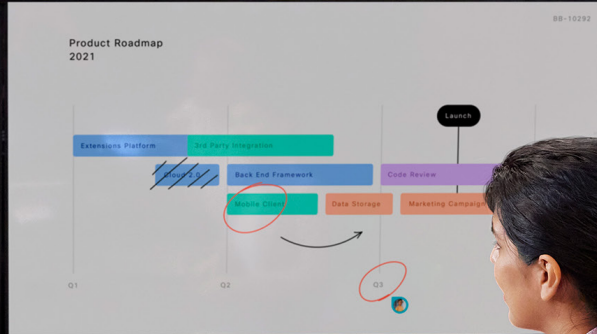 BB-10292
Product Roadmap
2021
Launch
Extensions Platform
3rd Party Integration
Cloud 2.0
Back End Framework
Code Review
Mobile Client
Data Storage
Marketing Campaign
Q1
Q2
Q3